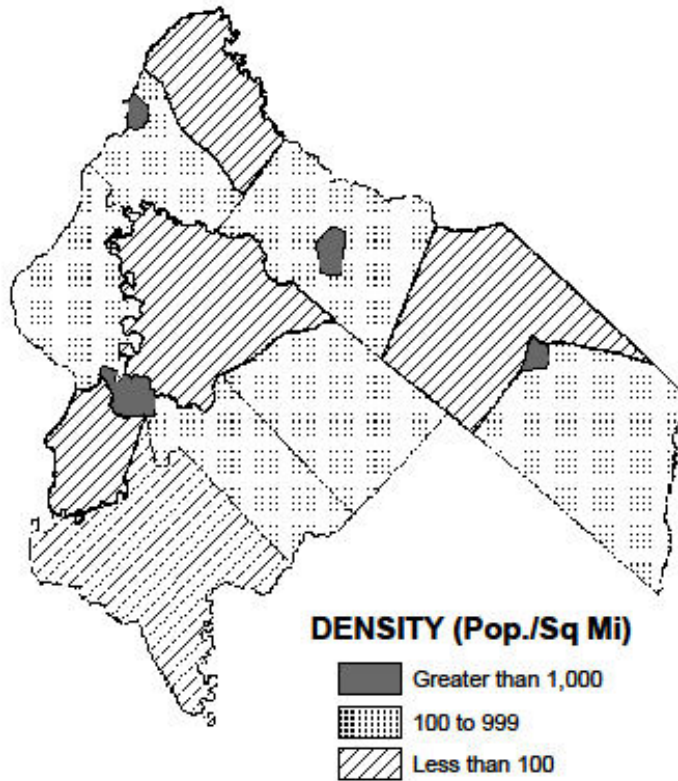 DENSITY (Pop./Sq Mi)
Greater than 1,000
100 to 999
Less than 100